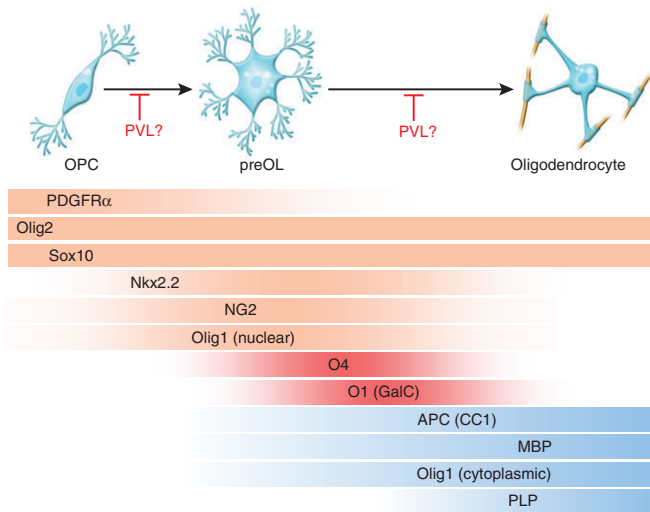 PVL?
PVL?
OPC
preOL
Oligodendrocyte
PDGFRα
Olig2
Sox10
Nkx2.2
NG2
Olig1 (nuclear)
O4
O1 (GalC)
APC (CC1)
MBP
Olig1 (cytoplasmic)
PLP